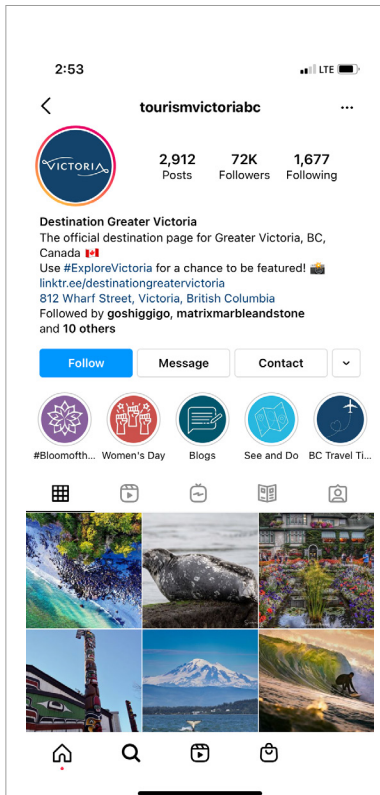 2:53
LTE
tourismvictoriabc
VICTORIA
2,912 72K 1,677
Posts Followers Following
Destination Greater Victoria
The official destination page for Greater Victoria, BC,
Canada 🇨🇦
Use #ExploreVictoria for a chance to be featured! 📸
linktr.ee/destinationgreatervictoria
812 Wharf Street, Victoria, British Columbia
Followed by goshiggigo, matrixmarbleandstone
and 10 others
Follow Message Contact
#Bloomofth... Women's Day Blogs See and Do BC Travel Ti...